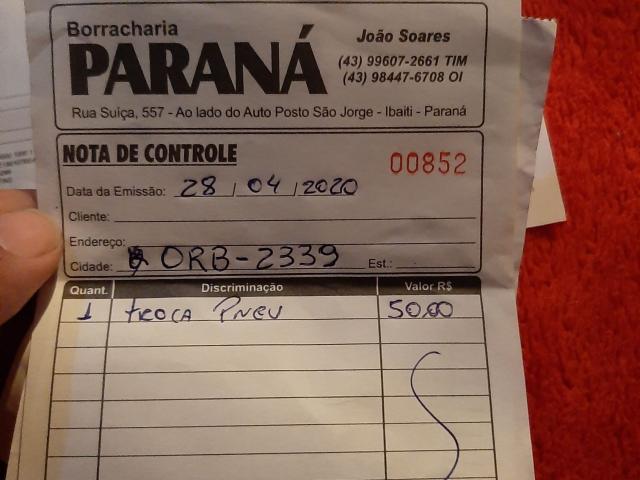 Borracharia
PARANÁ
João Soares
(43) 99607-2661 TIM
(43) 98447-6708 OI
Rua Suíça, 557 - Ao lado do Auto Posto São Jorge - Ibaiti - Paraná
NOTA DE CONTROLE
00852
Data da Emissão: 28 / 04 / 2020
Cliente:
Endereço:
Cidade: ORB-2339 Est.:
Quant. Discriminação Valor R$
1 troca Pneu 50,00